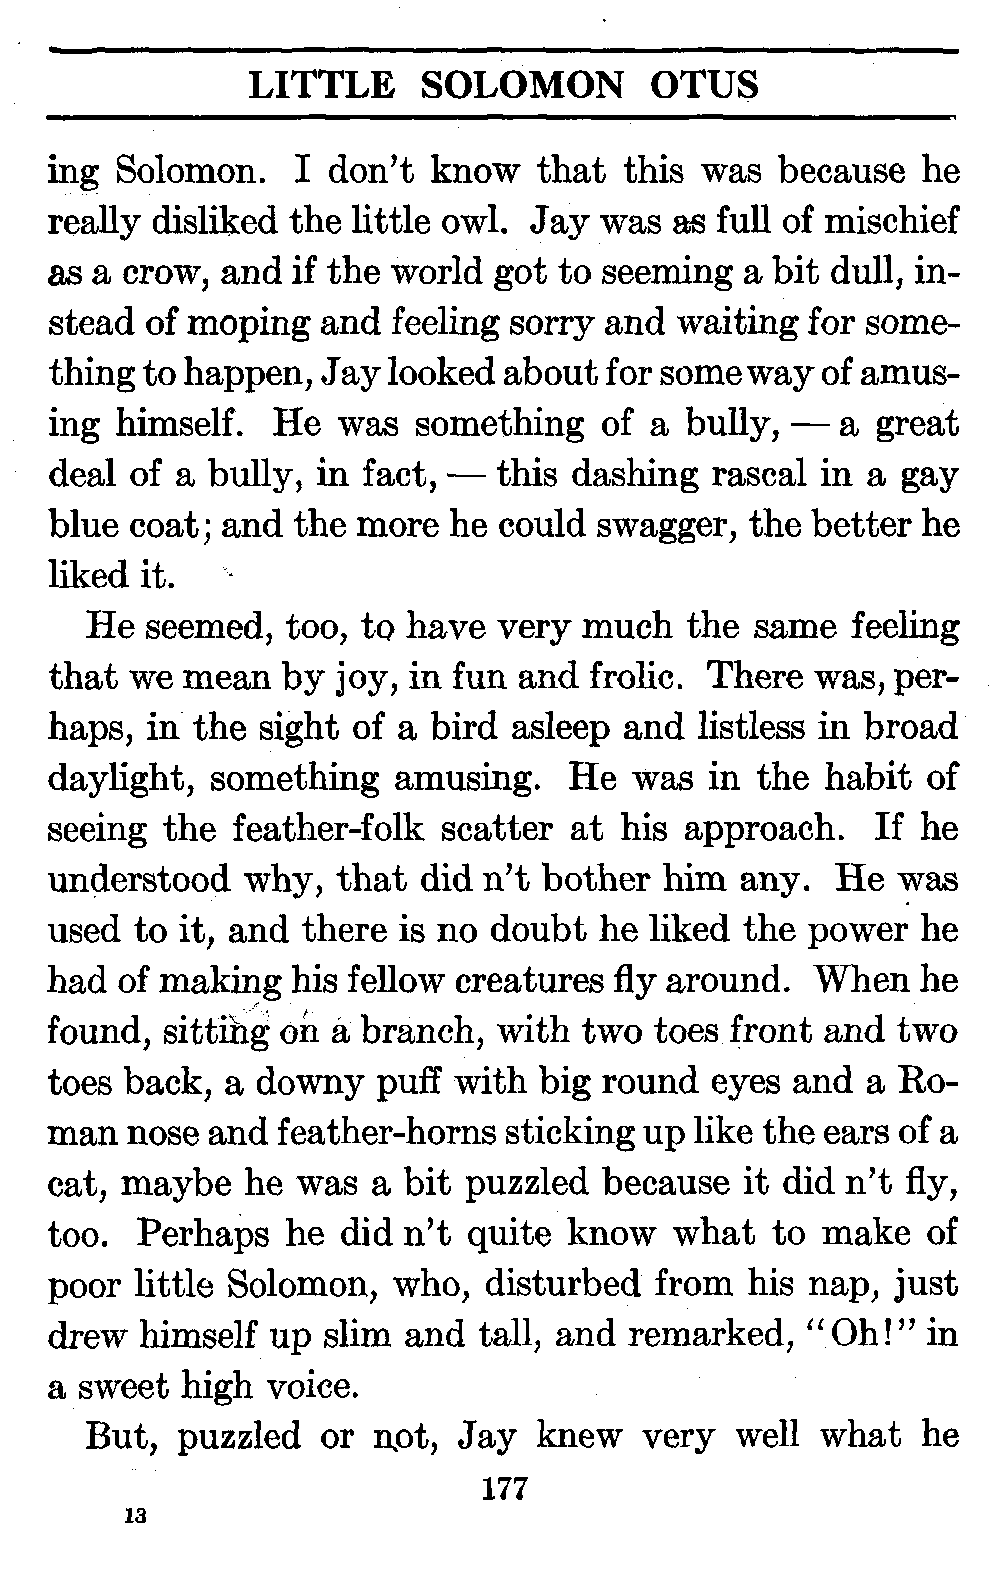 LITTLE SOLOMON OTUS
ing Solomon. I don't know that this was because he
really disliked the little owl. Jay was as full of mischief
as a crow, and if the world got to seeming a bit dull, in-
stead of moping and feeling sorry and waiting for some-
thing to happen, Jay looked about for some way of amus-
ing himself. He was something of a bully, — a great
deal of a bully, in fact, — this dashing rascal in a gay
blue coat; and the more he could swagger, the better he
liked it.
He seemed, too, to have very much the same feeling
that we mean by joy, in fun and frolic. There was, per-
haps, in the sight of a bird asleep and listless in broad
daylight, something amusing. He was in the habit of
seeing the feather-folk scatter at his approach. If he
understood why, that did n't bother him any. He was
used to it, and there is no doubt he liked the power he
had of making his fellow creatures fly around. When he
found, sitting on a branch, with two toes front and two
toes back, a downy puff with big round eyes and a Ro-
man nose and feather-horns sticking up like the ears of a
cat, maybe he was a bit puzzled because it did n't fly,
too. Perhaps he did n't quite know what to make of
poor little Solomon, who, disturbed from his nap, just
drew himself up slim and tall, and remarked, "Oh!" in
a sweet high voice.
But, puzzled or not, Jay knew very well what he
177
13